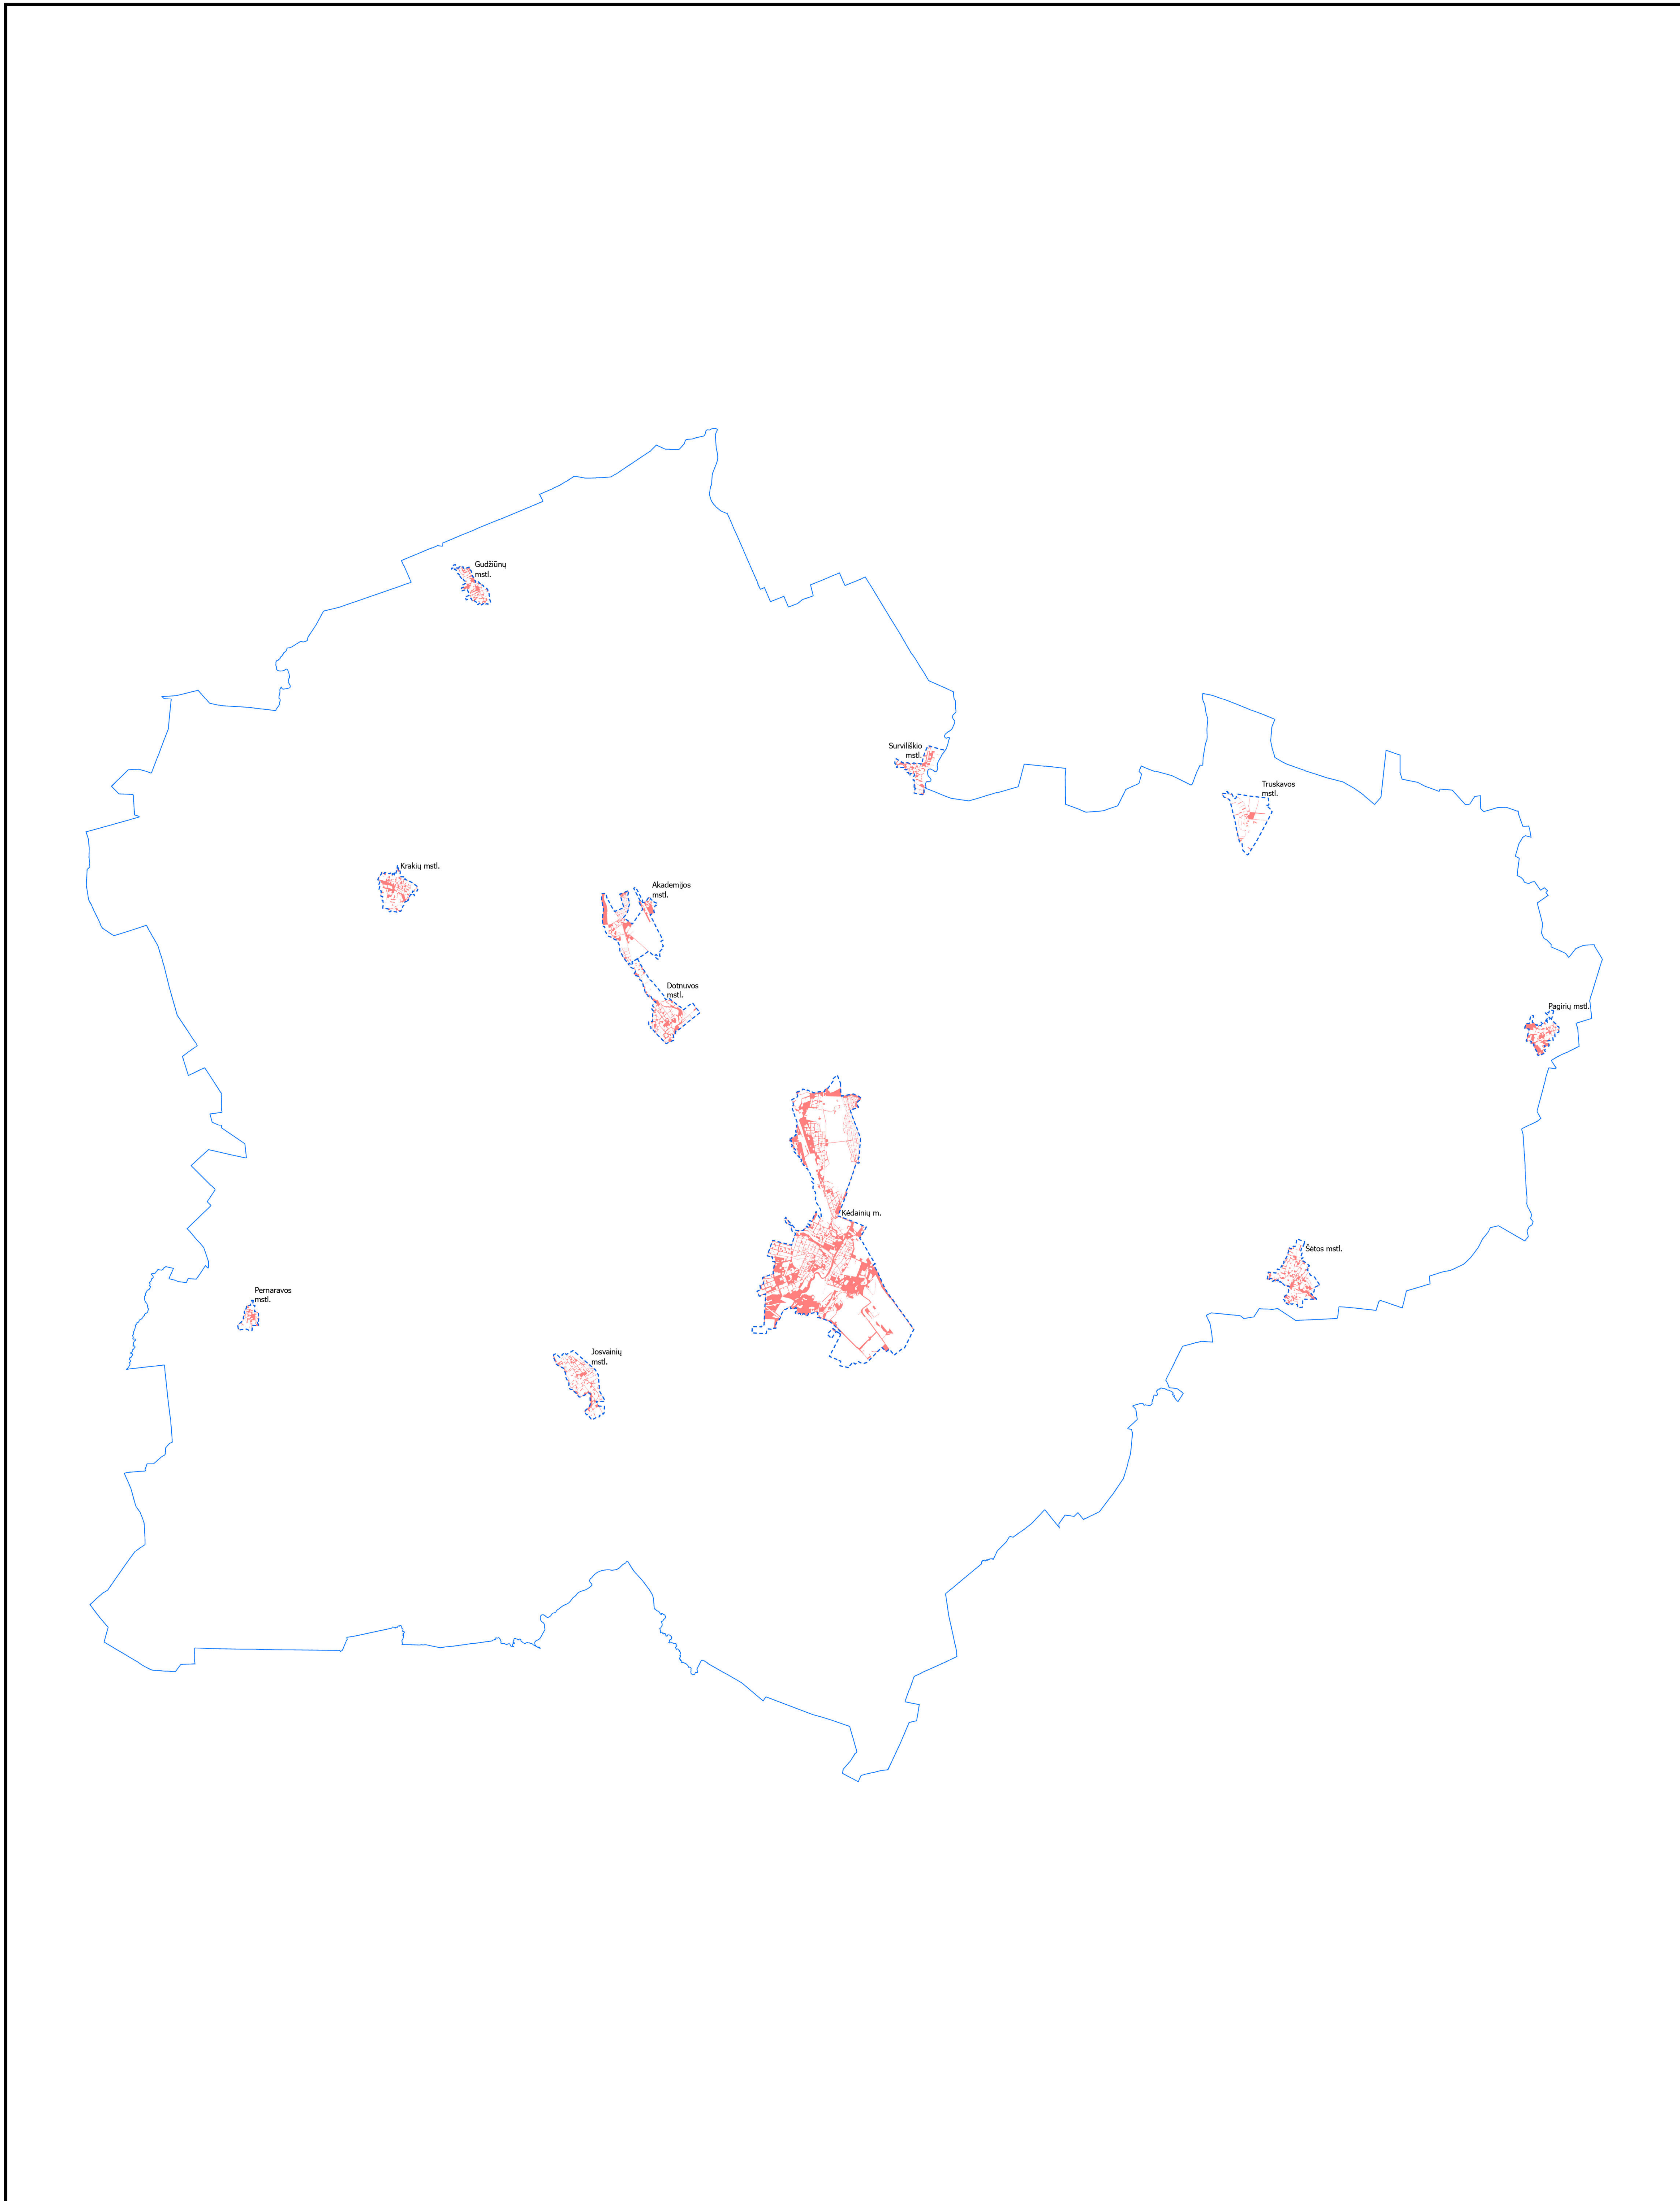 Gudžiūnų
mstl.
Surviliškio
mstl.
Truskavos
mstl.
Krakių mstl.
Akademijos
mstl.
Dotnuvos
mstl.
Pagirių mstl.
Kėdainių m.
Šėtos mstl.
Pernaravos
mstl.
Josvainių
mstl.